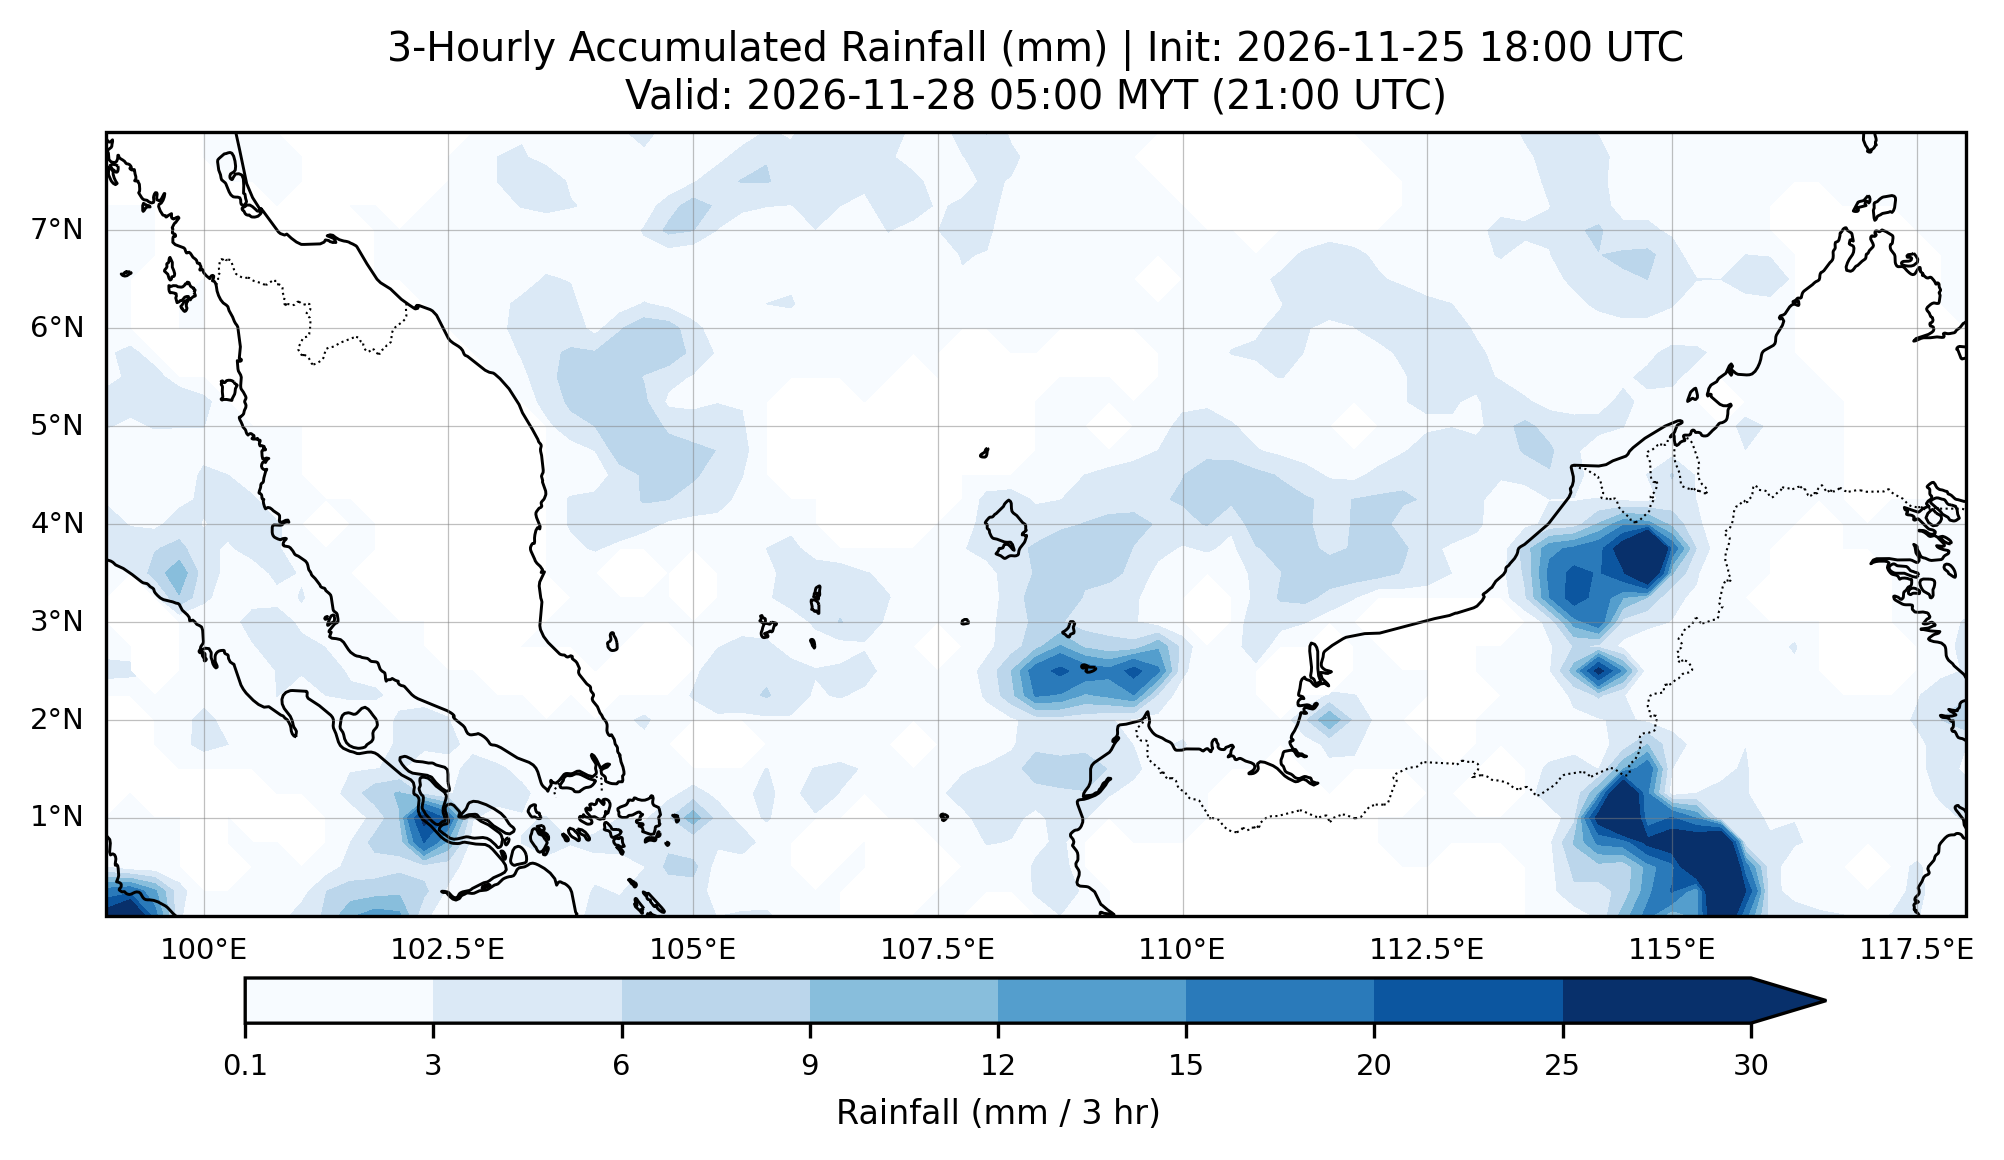 3-Hourly Accumulated Rainfall (mm) | Init: 2026-11-25 18:00 UTC
Valid: 2026-11-28 05:00 MYT (21:00 UTC)
7°N
6°N
5°N
4°N
3°N
2°N
1°N
100°E 102.5°E 105°E 107.5°E 110°E 112.5°E 115°E 117.5°E
0.1 3 6 9 12 15 20 25 30
Rainfall (mm / 3 hr)